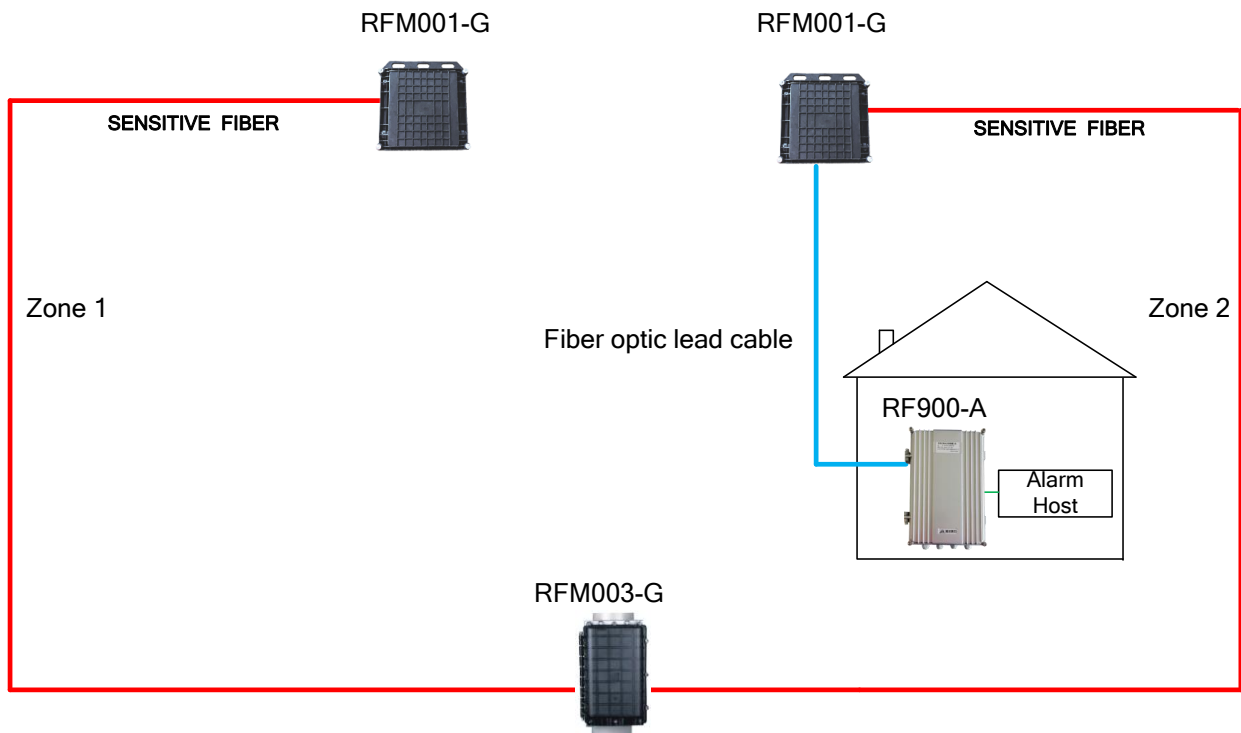 RFM001-G
RFM001-G
SENSITIVE FIBER
SENSITIVE FIBER
Zone 1
Zone 2
Fiber optic lead cable
RF900-A
Alarm
Host
RFM003-G